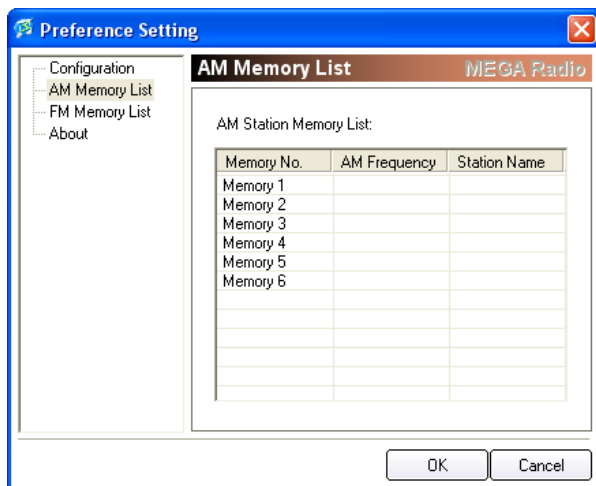 Preference Setting
Configuration
AM Memory List
FM Memory List
About
AM Memory List MEGA Radio
AM Station Memory List:
Memory No. AM Frequency Station Name
Memory 1
Memory 2
Memory 3
Memory 4
Memory 5
Memory 6
OK Cancel